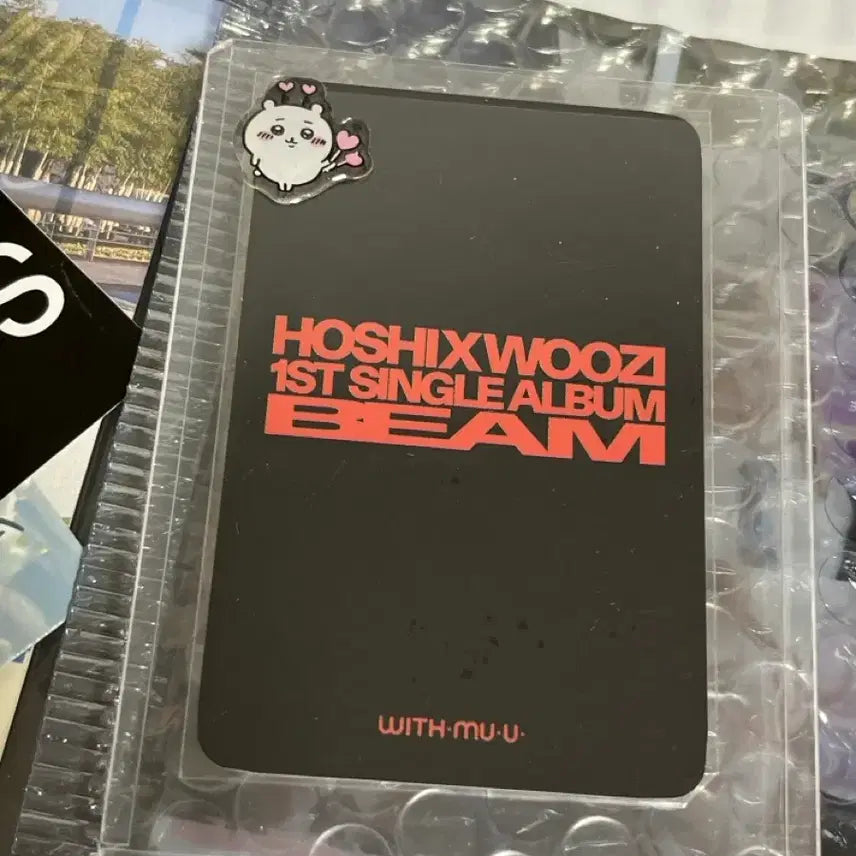 HOSHI X WOOZI
1ST SINGLE ALBUM
BEAM
WITH·MU·U·